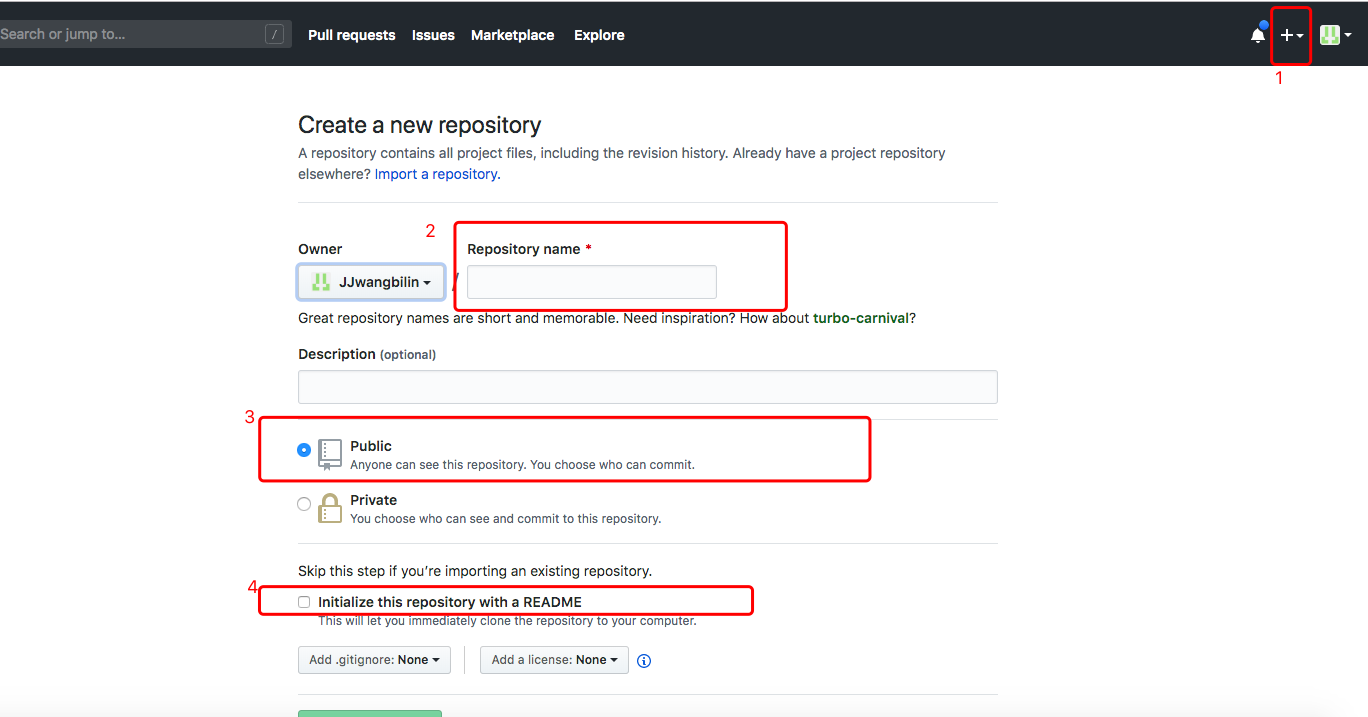 Search or jump to... /
Pull requests Issues Marketplace Explore
1
Create a new repository
A repository contains all project files, including the revision history. Already have a project repository
elsewhere? Import a repository.
2
Owner Repository name *
JJwangbilin /
Great repository names are short and memorable. Need inspiration? How about turbo-carnival?
Description (optional)
3
Public
Anyone can see this repository. You choose who can commit.
Private
You choose who can see and commit to this repository.
Skip this step if you’re importing an existing repository.
4
Initialize this repository with a README
This will let you immediately clone the repository to your computer.
Add .gitignore: None Add a license: None